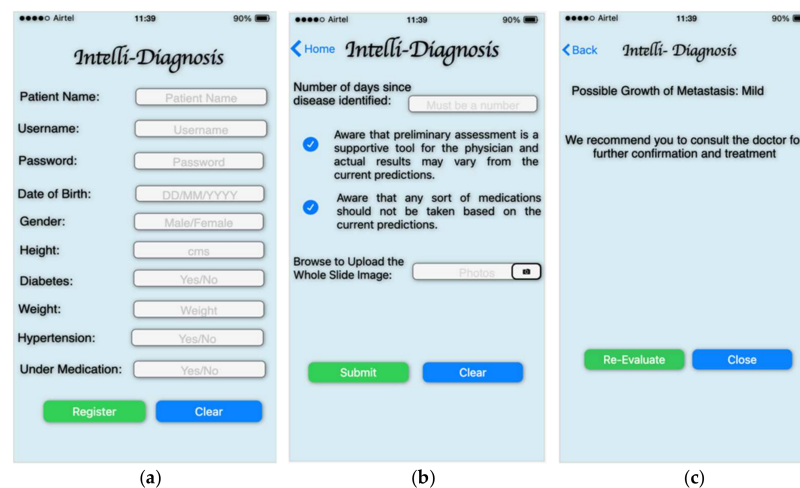 Airtel 11:39 90%
Intelli-Diagnosis
Patient Name: Patient Name
Username: Username
Password: Password
Date of Birth: DD/MM/YYYY
Gender: Male/Female
Height: cms
Diabetes: Yes/No
Weight: Weight
Hypertension: Yes/No
Under Medication: Yes/No
Register Clear
(a)
Airtel 11:39 90%
Home Intelli-Diagnosis
Number of days since
disease identified: Must be a number
Aware that preliminary assessment is a
supportive tool for the physician and
actual results may vary from the
current predictions.
Aware that any sort of medications
should not be taken based on the
current predictions.
Browse to Upload the
Whole Slide Image: Photos
Submit Clear
(b)
Airtel 11:39 90%
Back Intelli- Diagnosis
Possible Growth of Metastasis: Mild
We recommend you to consult the doctor fo
further confirmation and treatment
Re-Evaluate Close
(c)